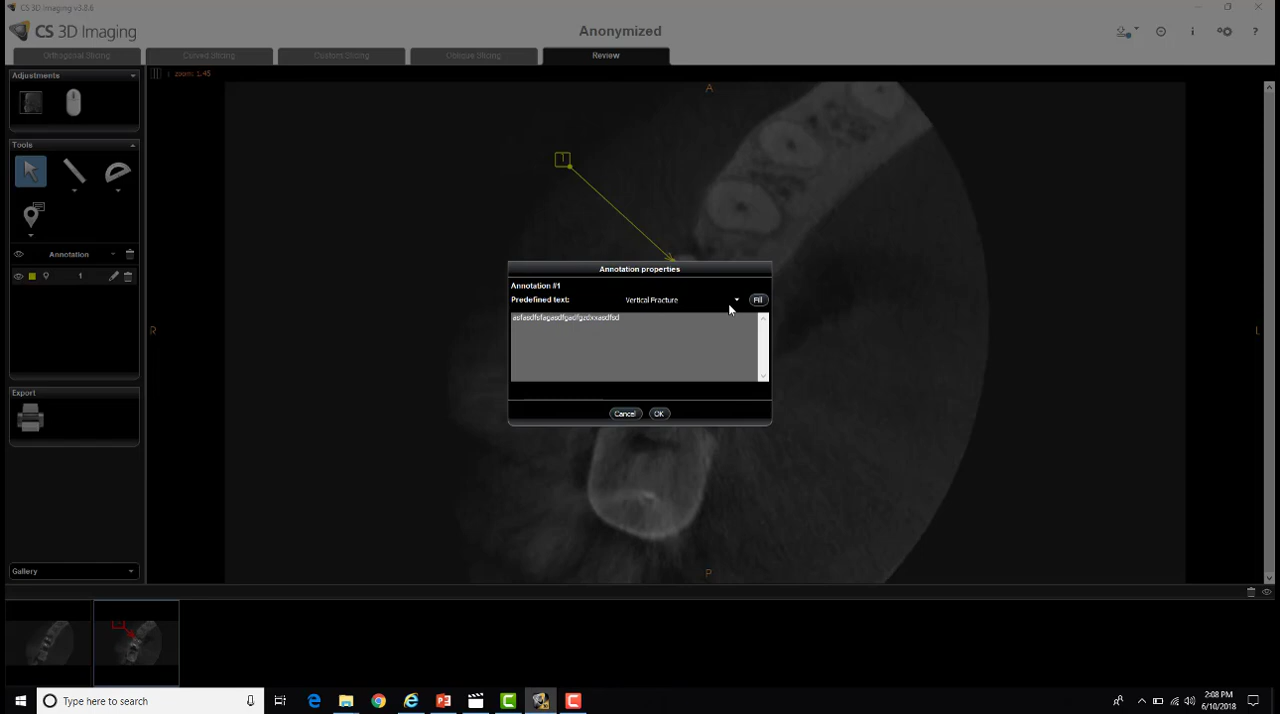 CS 3D Imaging v3.8.6
CS 3D Imaging
Anonymized
Orthogonal Slicing
Curved Slicing
Custom Slicing
Oblique Slicing
Review
Adjustments
zoom: 1.45
A
1
Tools
Annotation
1
R
L
Annotation properties
Annotation #1
Predefined text:
Vertical Fracture
Fill
Cancel
OK
Export
P
Gallery
Type here to search
2:08 PM
6/10/2018